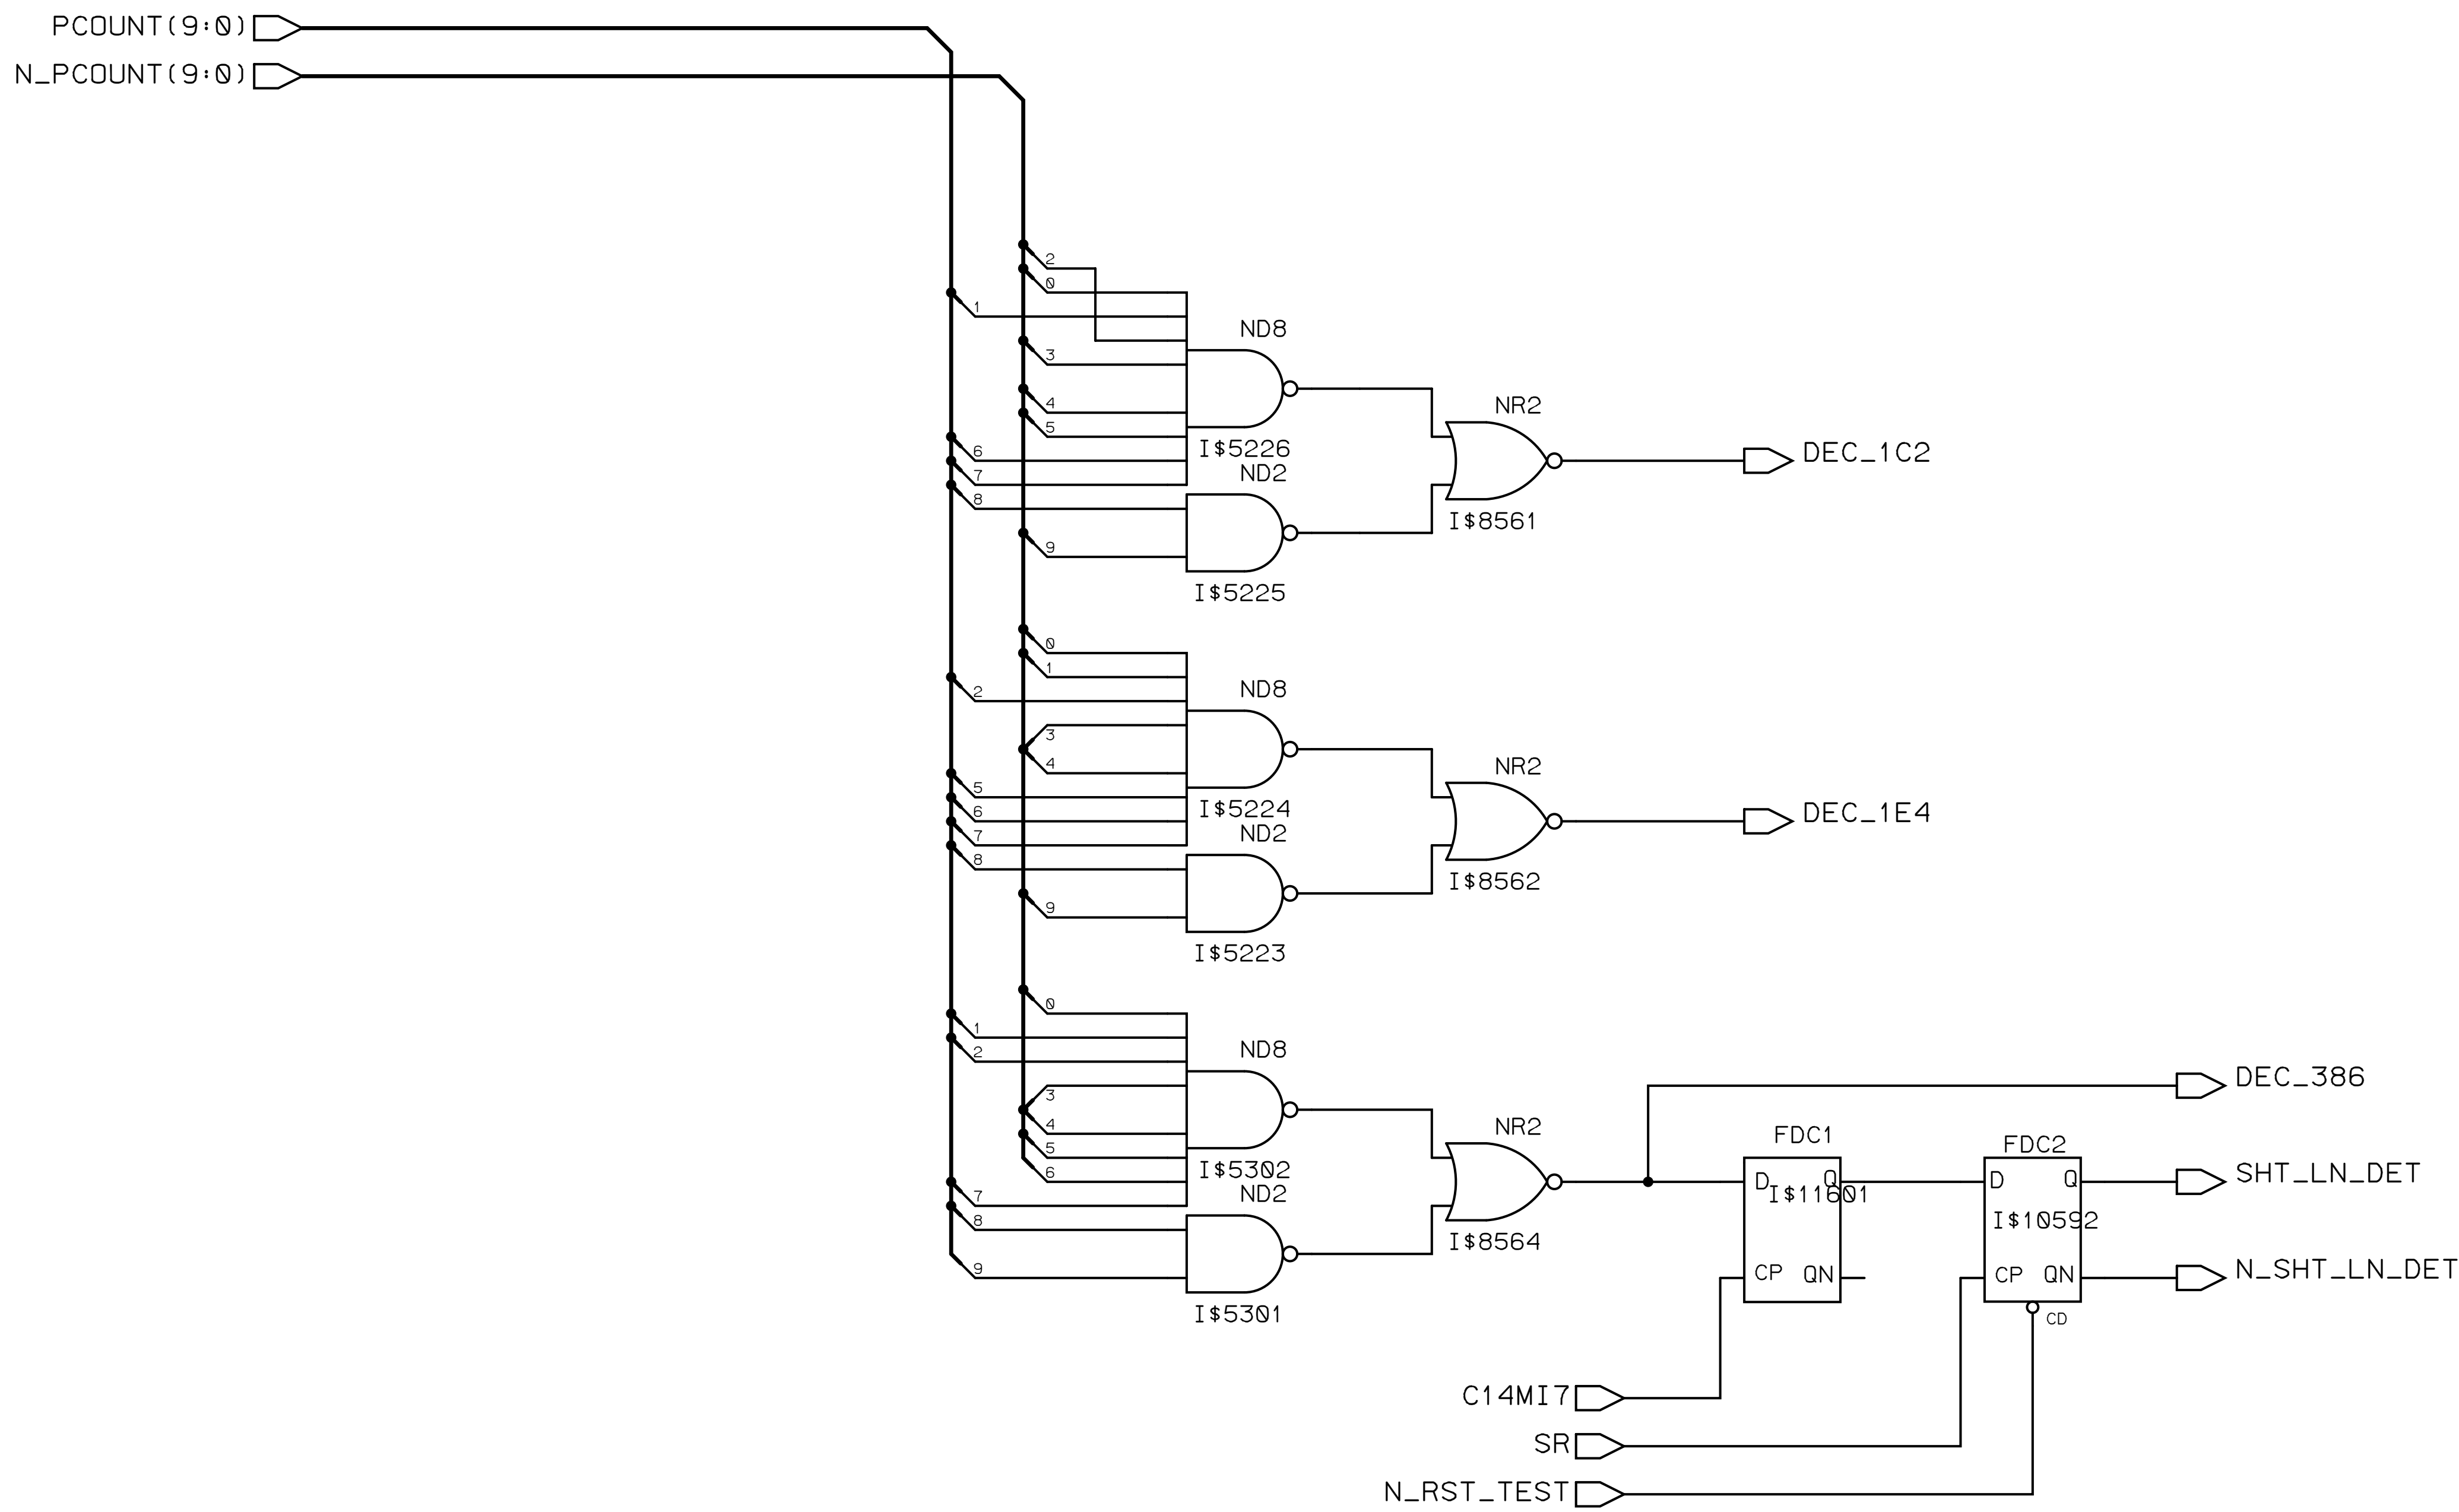 PCOUNT(9:0)
N_PCOUNT(9:0)
2
0
1
ND8
3
NR2
4
5
I$5226
6
DEC_1C2
7
ND2
8
I$8561
9
I$5225
0
1
2
ND8
3
4
NR2
5
I$5224
6
DEC_1E4
7
ND2
8
I$8562
9
I$5223
0
1
2
ND8
3
DEC_386
4
NR2
FDC1
FDC2
5
I$5302
6
D Q
D Q
SHT_LN_DET
7
ND2
I$11601
8
I$10592
I$8564
9
CP QN
CP QN
N_SHT_LN_DET
I$5301
CD
C14MI7
SR
N_RST_TEST